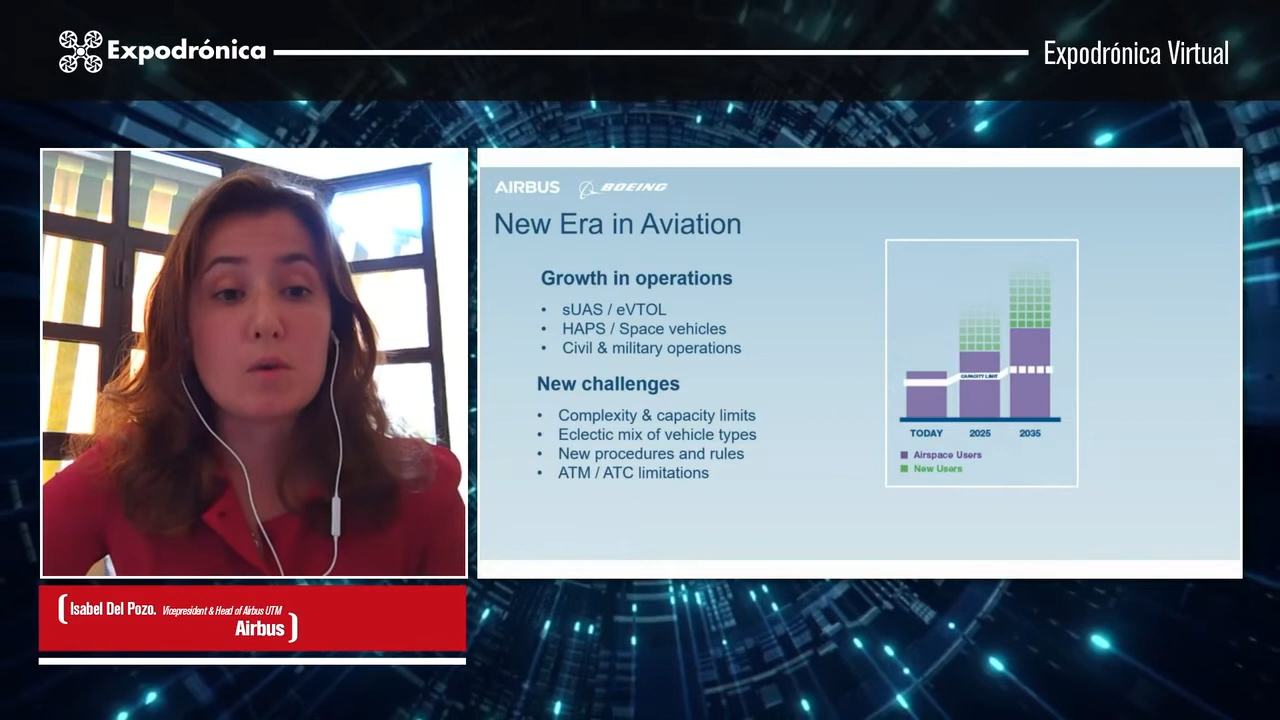 Expodrónica
Expodrónica Virtual
AIRBUS BOEING
New Era in Aviation
Growth in operations
• sUAS / eVTOL
• HAPS / Space vehicles
• Civil & military operations
New challenges
• Complexity & capacity limits
• Eclectic mix of vehicle types
• New procedures and rules
• ATM / ATC limitations
CAPACITY LIMIT
TODAY 2025 2035
Airspace Users
New Users
Isabel Del Pozo. Vicepresident & Head of Airbus UTM
Airbus